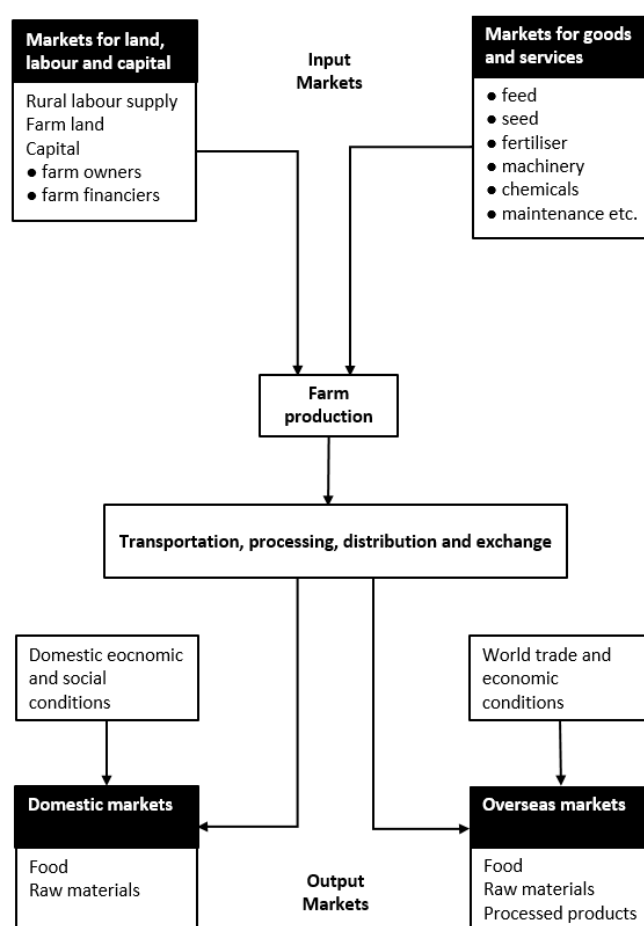 Markets for land,
labour and capital
Rural labour supply
Farm land
Capital
● farm owners
● farm financiers
Input
Markets
Markets for goods
and services
● feed
● seed
● fertiliser
● machinery
● chemicals
● maintenance etc.
Farm
production
Transportation, processing, distribution and exchange
Domestic eocnomic
and social
conditions
World trade and
economic
conditions
Domestic markets
Food
Raw materials
Output
Markets
Overseas markets
Food
Raw materials
Processed products